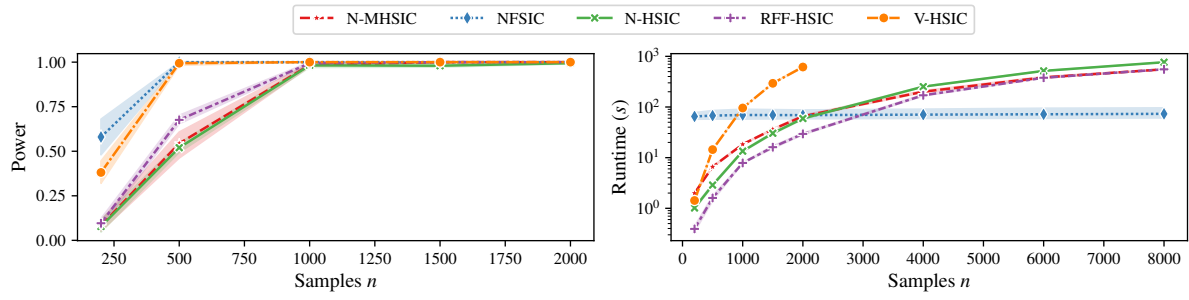 N-MHSIC NFSIC N-HSIC RFF-HSIC V-HSIC
Power
1.00
0.75
0.50
0.25
0.00
250 500 750 1000 1250 1500 1750 2000
Samples n
Runtime (s)
10³
10²
10¹
10⁰
0 1000 2000 3000 4000 5000 6000 7000 8000
Samples n